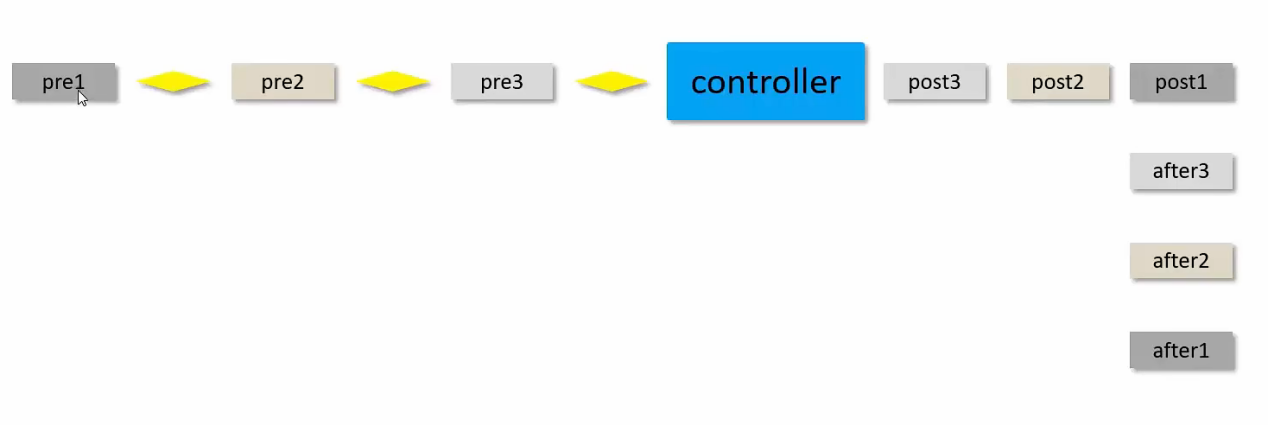 pre1
pre2
pre3
controller
post3
post2
post1
after3
after2
after1